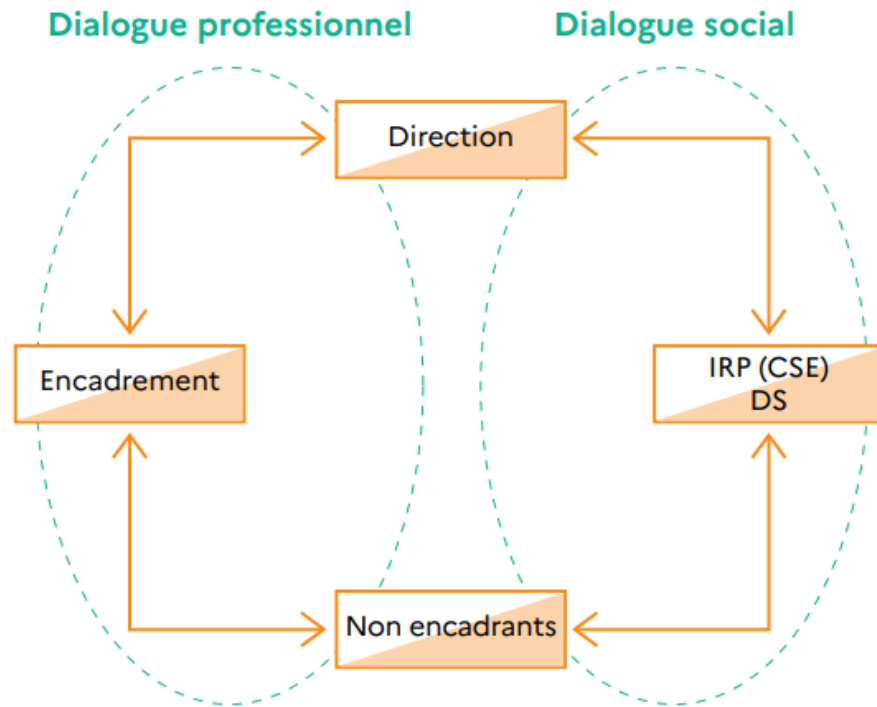 Dialogue professionnel
Dialogue social
Direction
Encadrement
IRP (CSE)
DS
Non encadrants